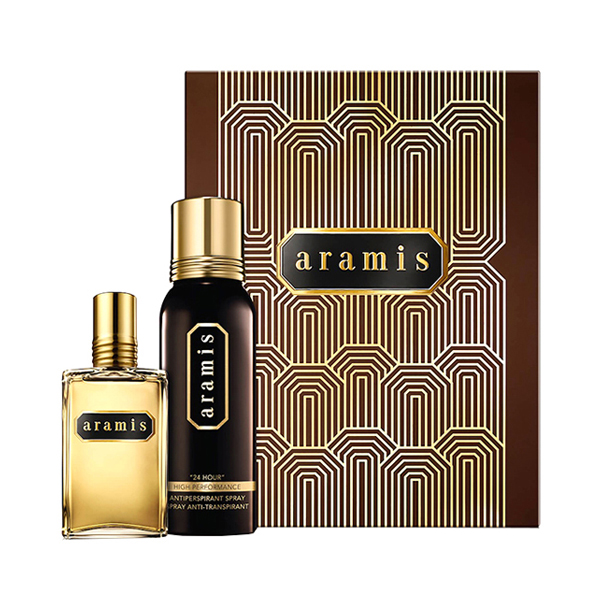 aramis
aramis
aramis
"24 HOUR"
HIGH PERFORMANCE
ANTIPERSPIRANT SPRAY
SPRAY ANTI-TRANSPIRANT